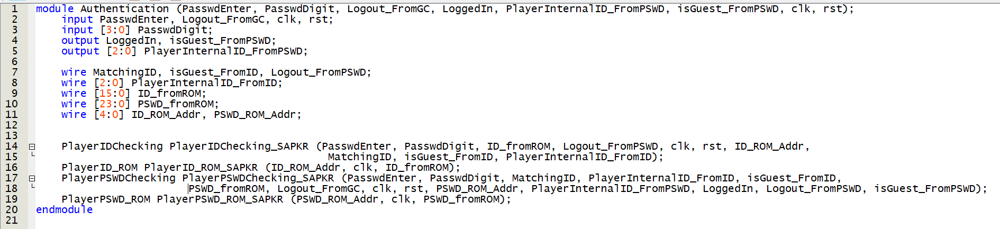 1 module Authentication (PasswdEnter, PasswdDigit, Logout_FromGC, LoggedIn, PlayerInternalID_FromPSWD, isGuest_FromPSWD, clk, rst);
2 input PasswdEnter, Logout_FromGC, clk, rst;
3 input [3:0] PasswdDigit;
4 output LoggedIn, isGuest_FromPSWD;
5 output [2:0] PlayerInternalID_FromPSWD;
6
7 wire MatchingID, isGuest_FromID, Logout_FromPSWD;
8 wire [2:0] PlayerInternalID_FromID;
9 wire [15:0] ID_fromROM;
10 wire [23:0] PSWD_fromROM;
11 wire [4:0] ID_ROM_Addr, PSWD_ROM_Addr;
12
13
14 PlayerIDChecking PlayerIDChecking_SAPKR (PasswdEnter, PasswdDigit, ID_fromROM, Logout_FromPSWD, clk, rst, ID_ROM_Addr,
15 MatchingID, isGuest_FromID, PlayerInternalID_FromID);
16 PlayerID_ROM PlayerID_ROM_SAPKR (ID_ROM_Addr, clk, ID_fromROM);
17 PlayerPSWDChecking PlayerPSWDChecking_SAPKR (PasswdEnter, PasswdDigit, MatchingID, PlayerInternalID_FromID, isGuest_FromID,
18 PSWD_fromROM, Logout_FromGC, clk, rst, PSWD_ROM_Addr, PlayerInternalID_FromPSWD, LoggedIn, Logout_FromPSWD, isGuest_FromPSWD);
19 PlayerPSWD_ROM PlayerPSWD_ROM_SAPKR (PSWD_ROM_Addr, clk, PSWD_fromROM);
20 endmodule
21